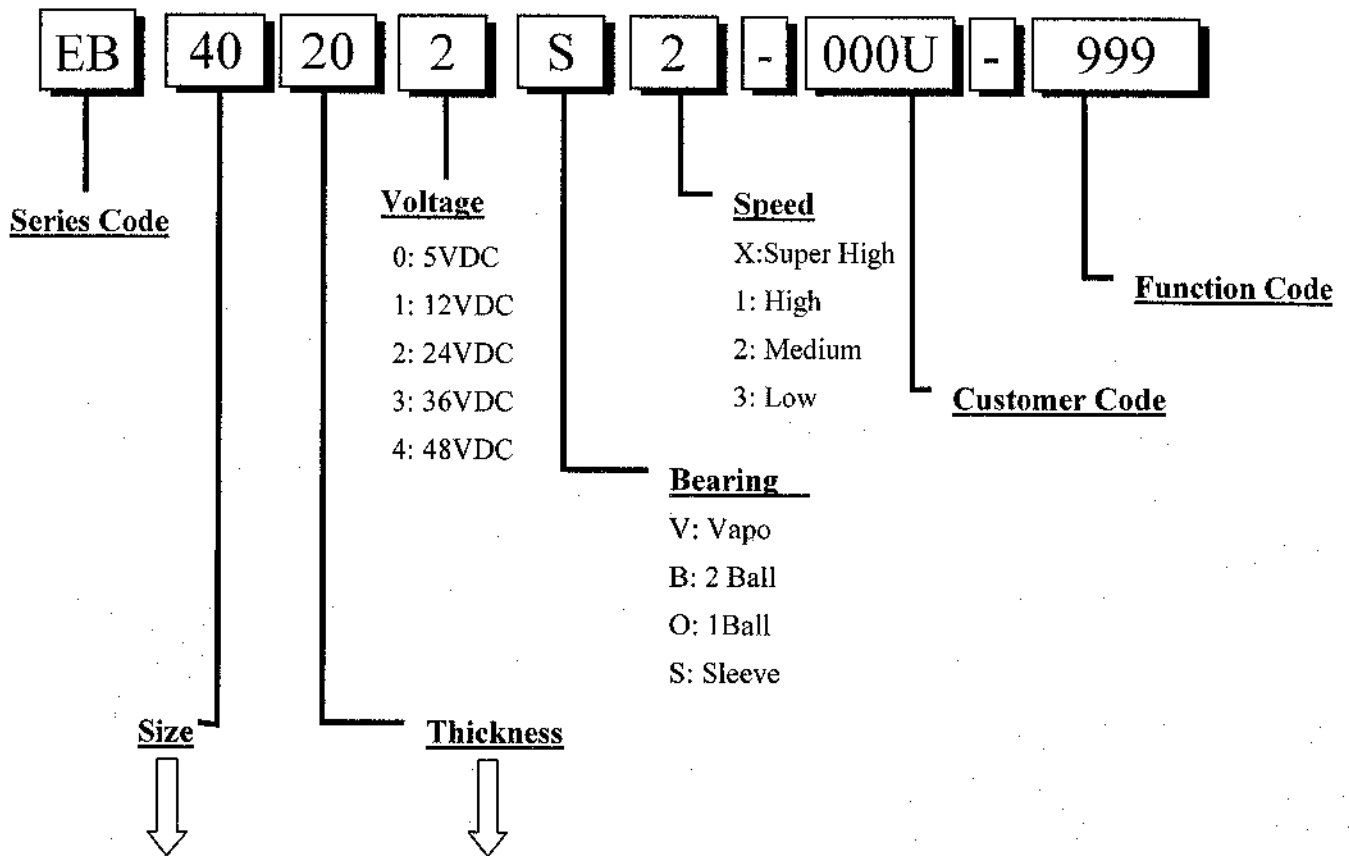 EB 40 20 2 S 2 - 000U - 999
Series Code
Voltage
0: 5VDC
1: 12VDC
2: 24VDC
3: 36VDC
4: 48VDC
Speed
X:Super High
1: High
2: Medium
3: Low
Function Code
Customer Code
Bearing
V: Vapo
B: 2 Ball
O: 1Ball
S: Sleeve
Size
Thickness